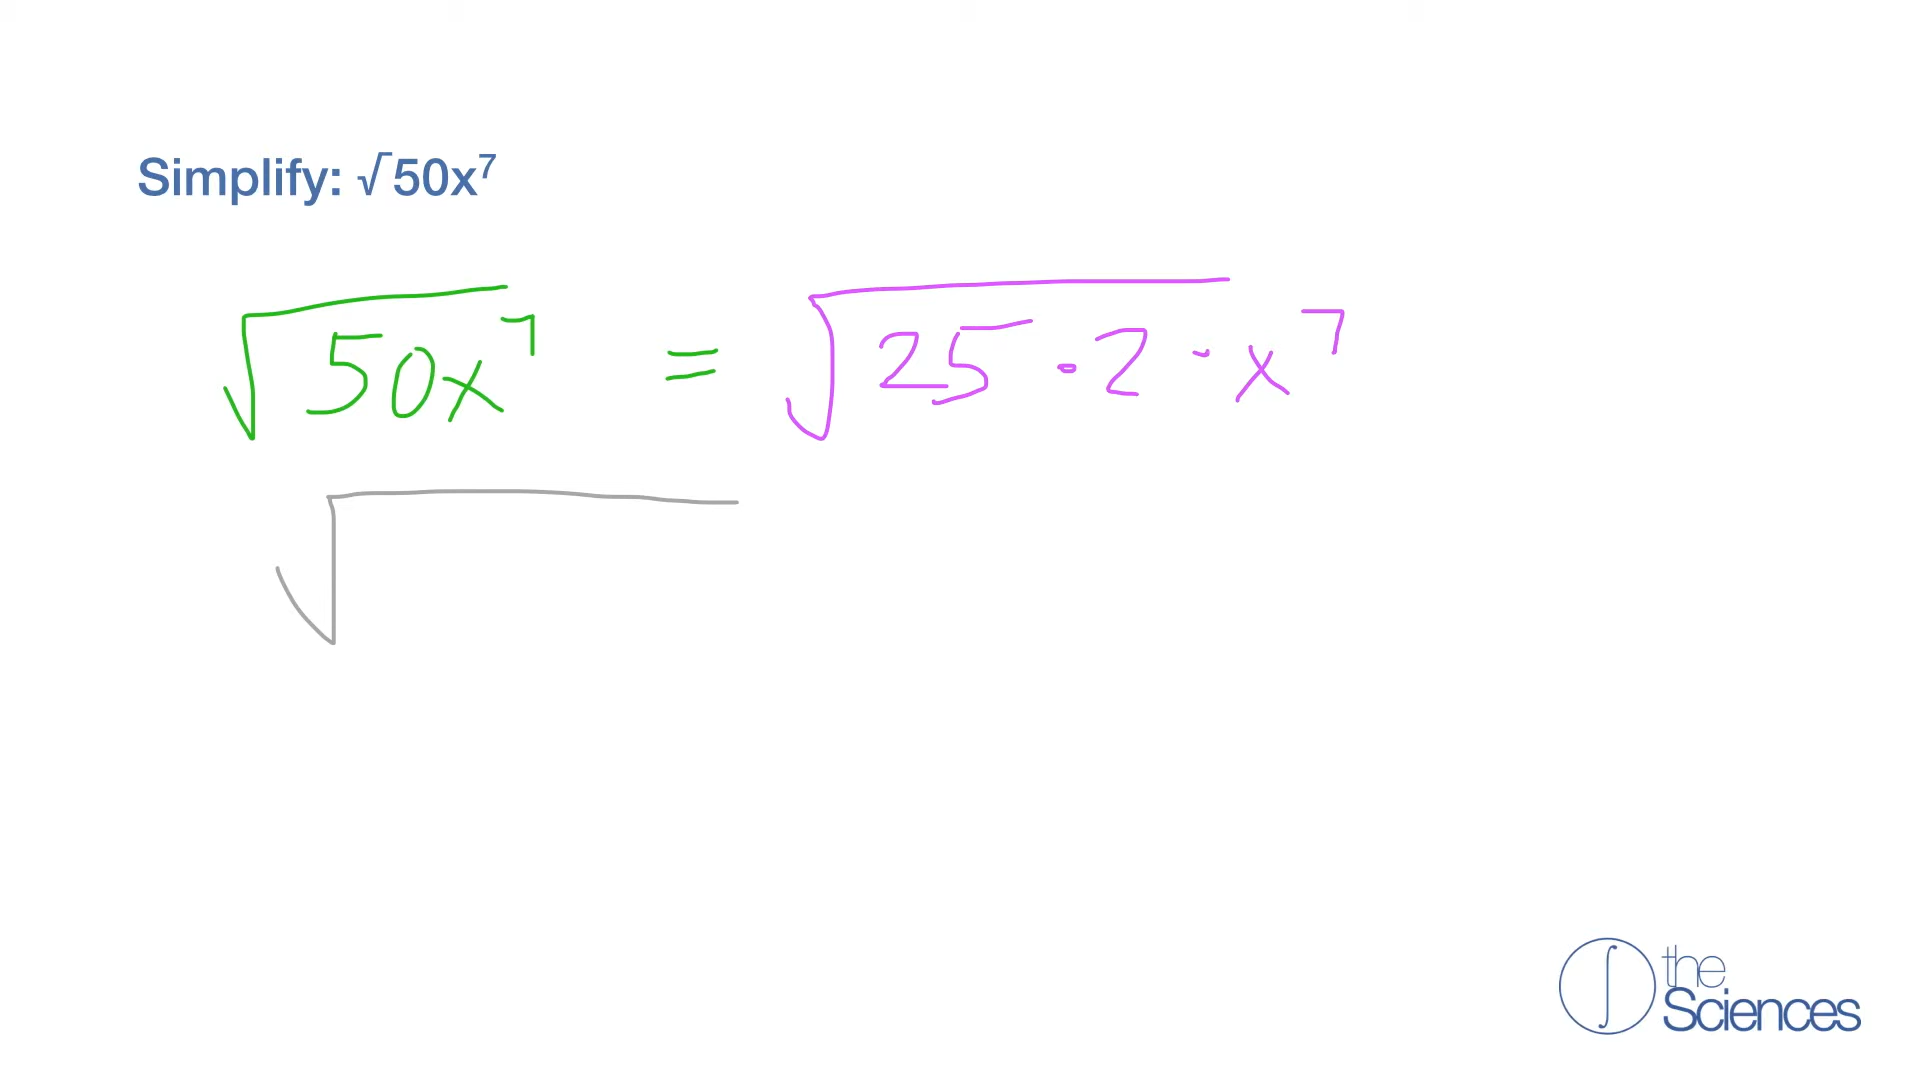 Simplify: √50x⁷
√50x⁷ = √25 · 2 · x⁷
√
the
Sciences